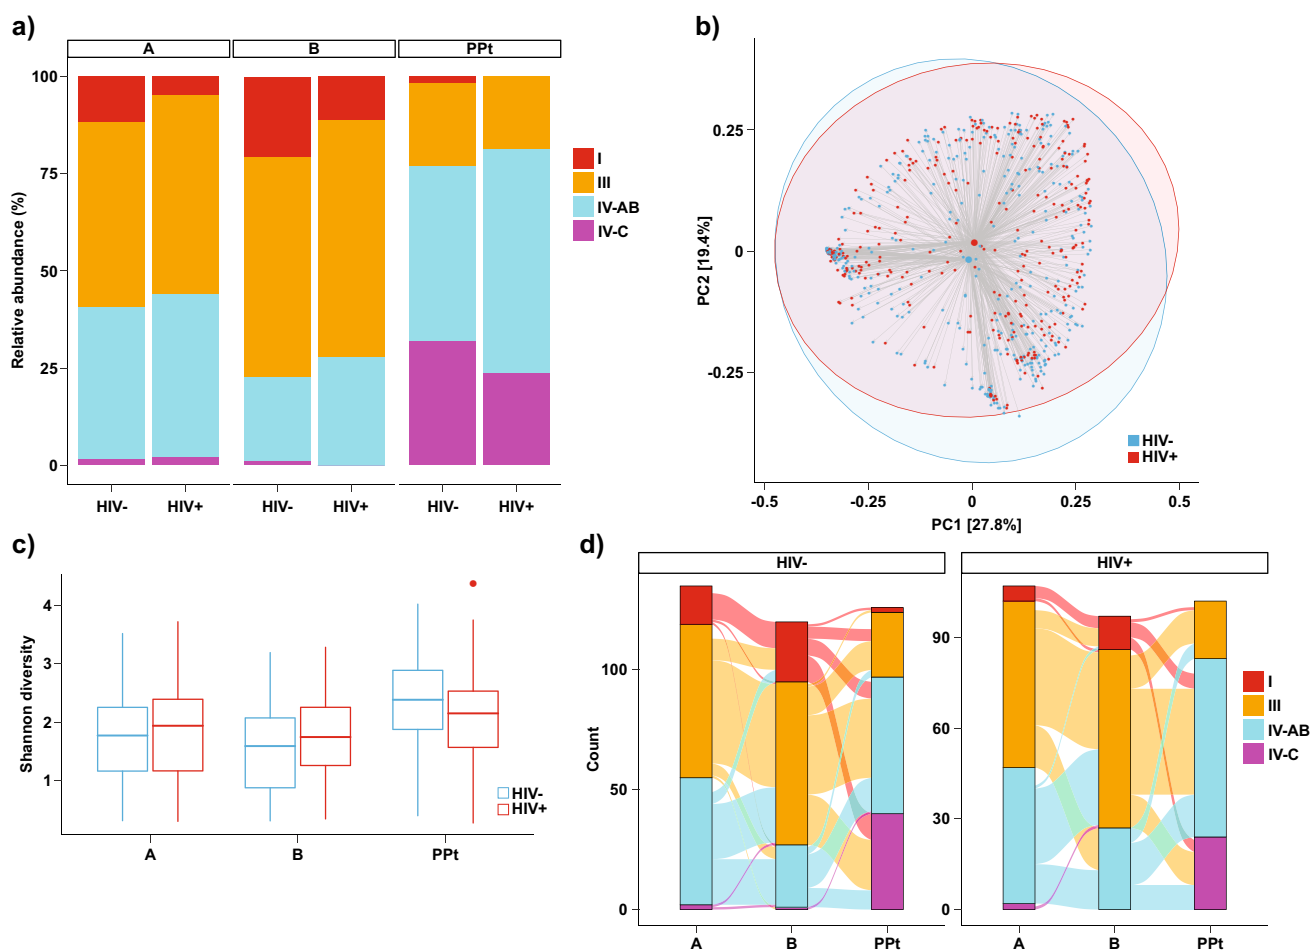 a)
A B PPt
100
75
50
25
0
Relative abundance (%)
HIV- HIV+ HIV- HIV+ HIV- HIV+
I
III
IV-AB
IV-C
b)
0.25
0
-0.25
PC2 [19.4%]
-0.5 -0.25 0 0.25 0.5
PC1 [27.8%]
HIV-
HIV+
c)
4
3
2
1
Shannon diversity
A B PPt
HIV-
HIV+
d)
HIV- HIV+
100
50
0
Count
A B PPt
90
60
30
0
A B PPt
I
III
IV-AB
IV-C